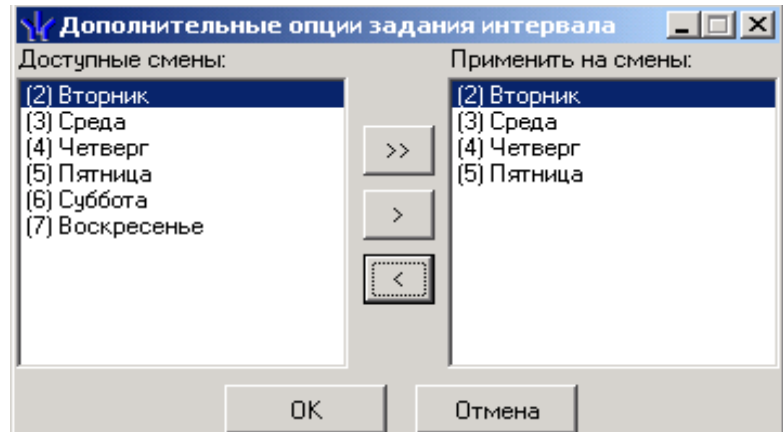 Дополнительные опции задания интервала
Доступные смены:
Применить на смены:
(2) Вторник
(3) Среда
(4) Четверг
(5) Пятница
(6) Суббота
(7) Воскресенье
>>
>
<
(2) Вторник
(3) Среда
(4) Четверг
(5) Пятница
OK
Отмена